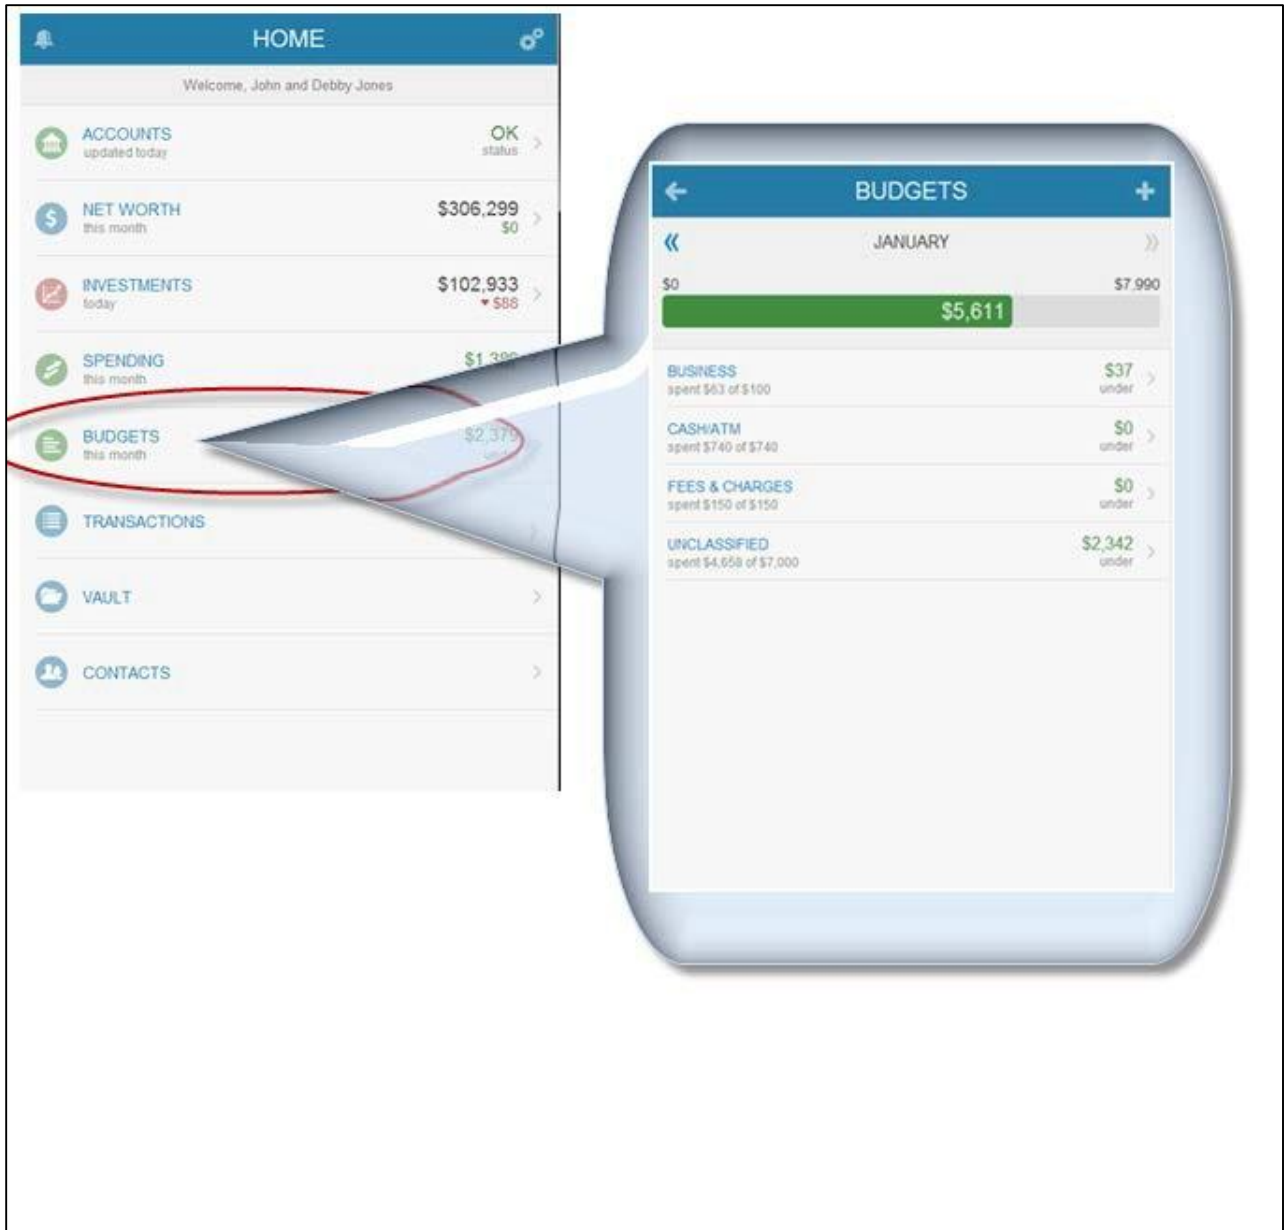 HOME
Welcome, John and Debby Jones
ACCOUNTS
updated today
OK
status
NET WORTH
this month
$306,299
$0
INVESTMENTS
today
$102,933
▼ $88
SPENDING
this month
BUDGETS
this month
$2,379
TRANSACTIONS
VAULT
CONTACTS
BUDGETS
JANUARY
$0
$7,990
$5,611
BUSINESS
spent $63 of $100
$37
under
CASH/ATM
spent $740 of $740
$0
under
FEES & CHARGES
spent $150 of $150
$0
under
UNCLASSIFIED
spent $4,658 of $7,000
$2,342
under